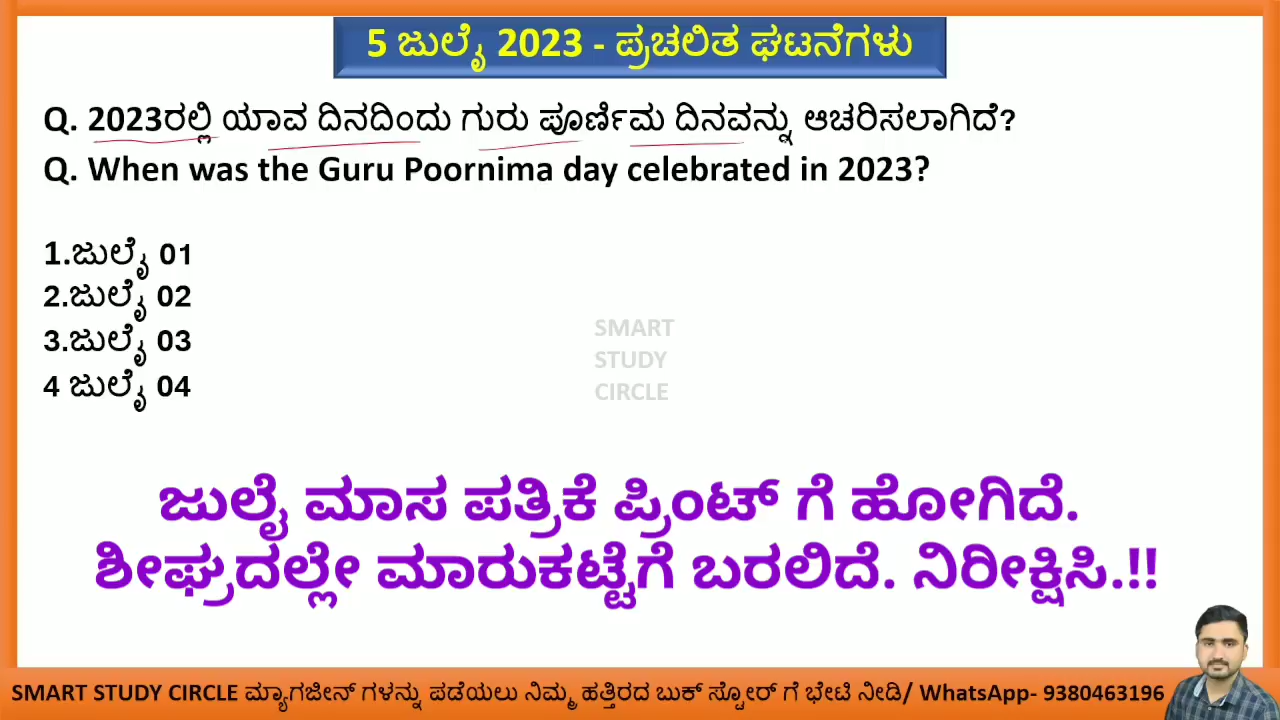 5 ಜುಲೈ 2023 - ಪ್ರಚಲಿತ ಘಟನೆಗಳು
Q. 2023ರಲ್ಲಿ ಯಾವ ದಿನದಿಂದು ಗುರು ಪೂರ್ಣಿಮ ದಿನವನ್ನು ಆಚರಿಸಲಾಗಿದೆ?
Q. When was the Guru Poornima day celebrated in 2023?
1.ಜುಲೈ 01
2.ಜುಲೈ 02
3.ಜುಲೈ 03
4 ಜುಲೈ 04
SMART
STUDY
CIRCLE
ಜುಲೈ ಮಾಸ ಪತ್ರಿಕೆ ಪ್ರಿಂಟ್ ಗೆ ಹೋಗಿದೆ.
ಶೀಘ್ರದಲ್ಲೇ ಮಾರುಕಟ್ಟೆಗೆ ಬರಲಿದೆ. ನಿರೀಕ್ಷಿಸಿ.!!
SMART STUDY CIRCLE ಮ್ಯಾಗಜೀನ್ ಗಳನ್ನು ಪಡೆಯಲು ನಿಮ್ಮ ಹತ್ತಿರದ ಬುಕ್ ಸ್ಟೋರ್ ಗೆ ಭೇಟಿ ನೀಡಿ/ WhatsApp- 9380463196